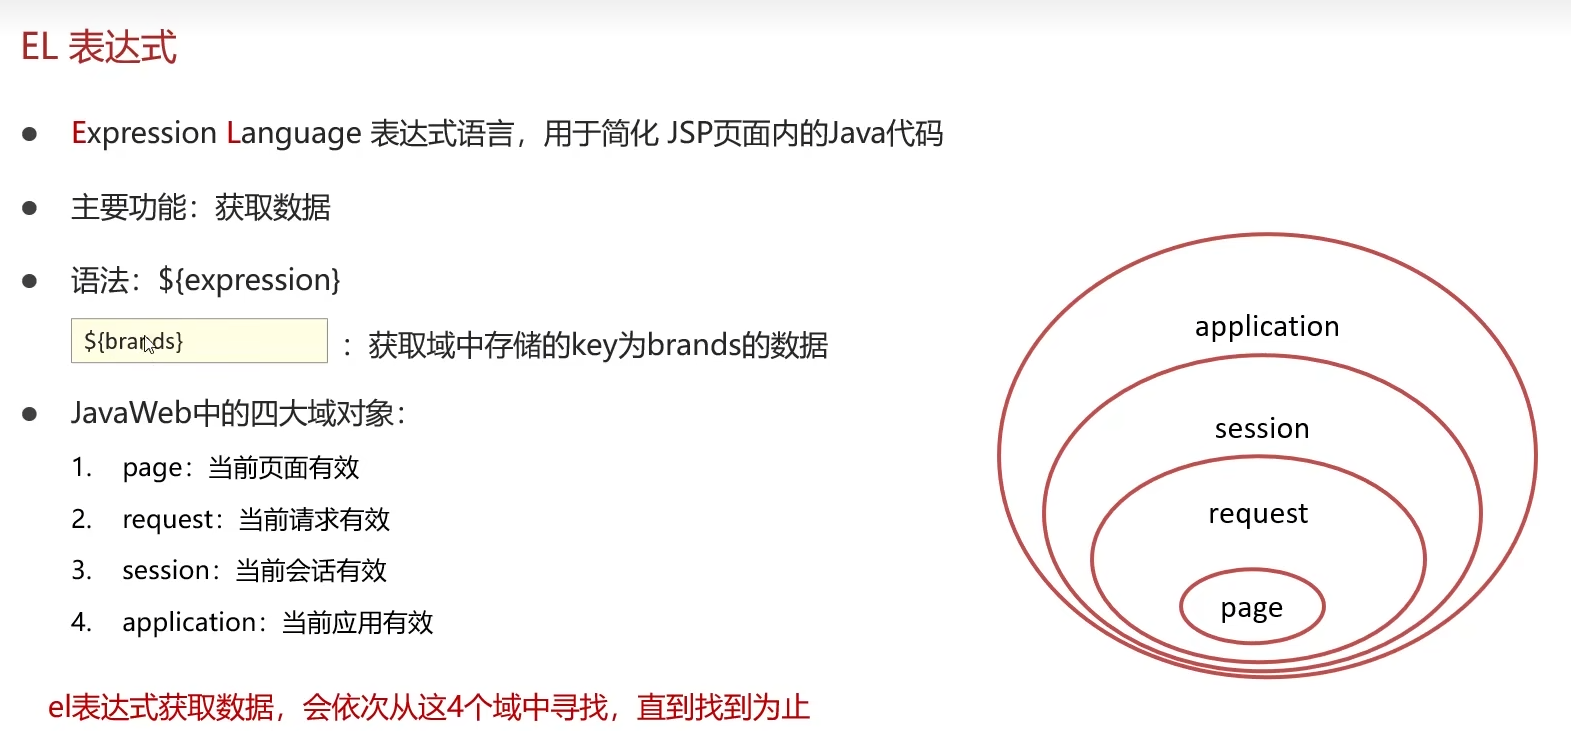 EL 表达式
Expression Language 表达式语言，用于简化 JSP页面内的Java代码
主要功能：获取数据
语法：${expression}
${brands} ：获取域中存储的key为brands的数据
JavaWeb中的四大域对象：
1. page：当前页面有效
2. request：当前请求有效
3. session：当前会话有效
4. application：当前应用有效
el表达式获取数据，会依次从这4个域中寻找，直到找到为止
application
session
request
page